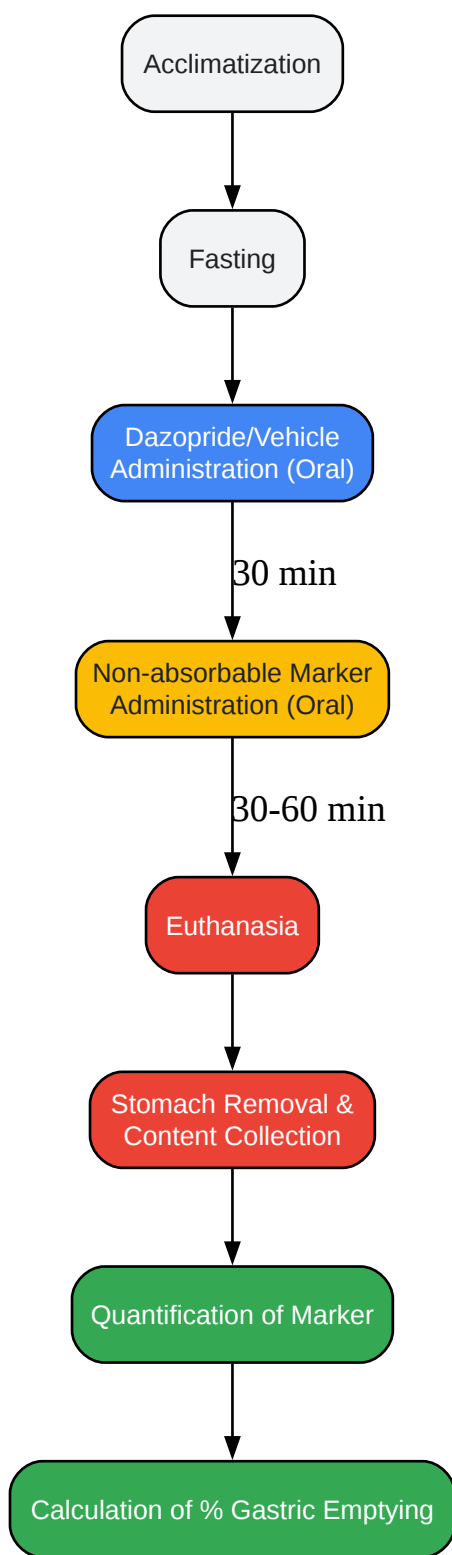 Acclimatization
Fasting
Dazopride/Vehicle
Administration (Oral)
30 min
Non-absorbable Marker
Administration (Oral)
30-60 min
Euthanasia
Stomach Removal &
Content Collection
Quantification of Marker
Calculation of % Gastric Emptying